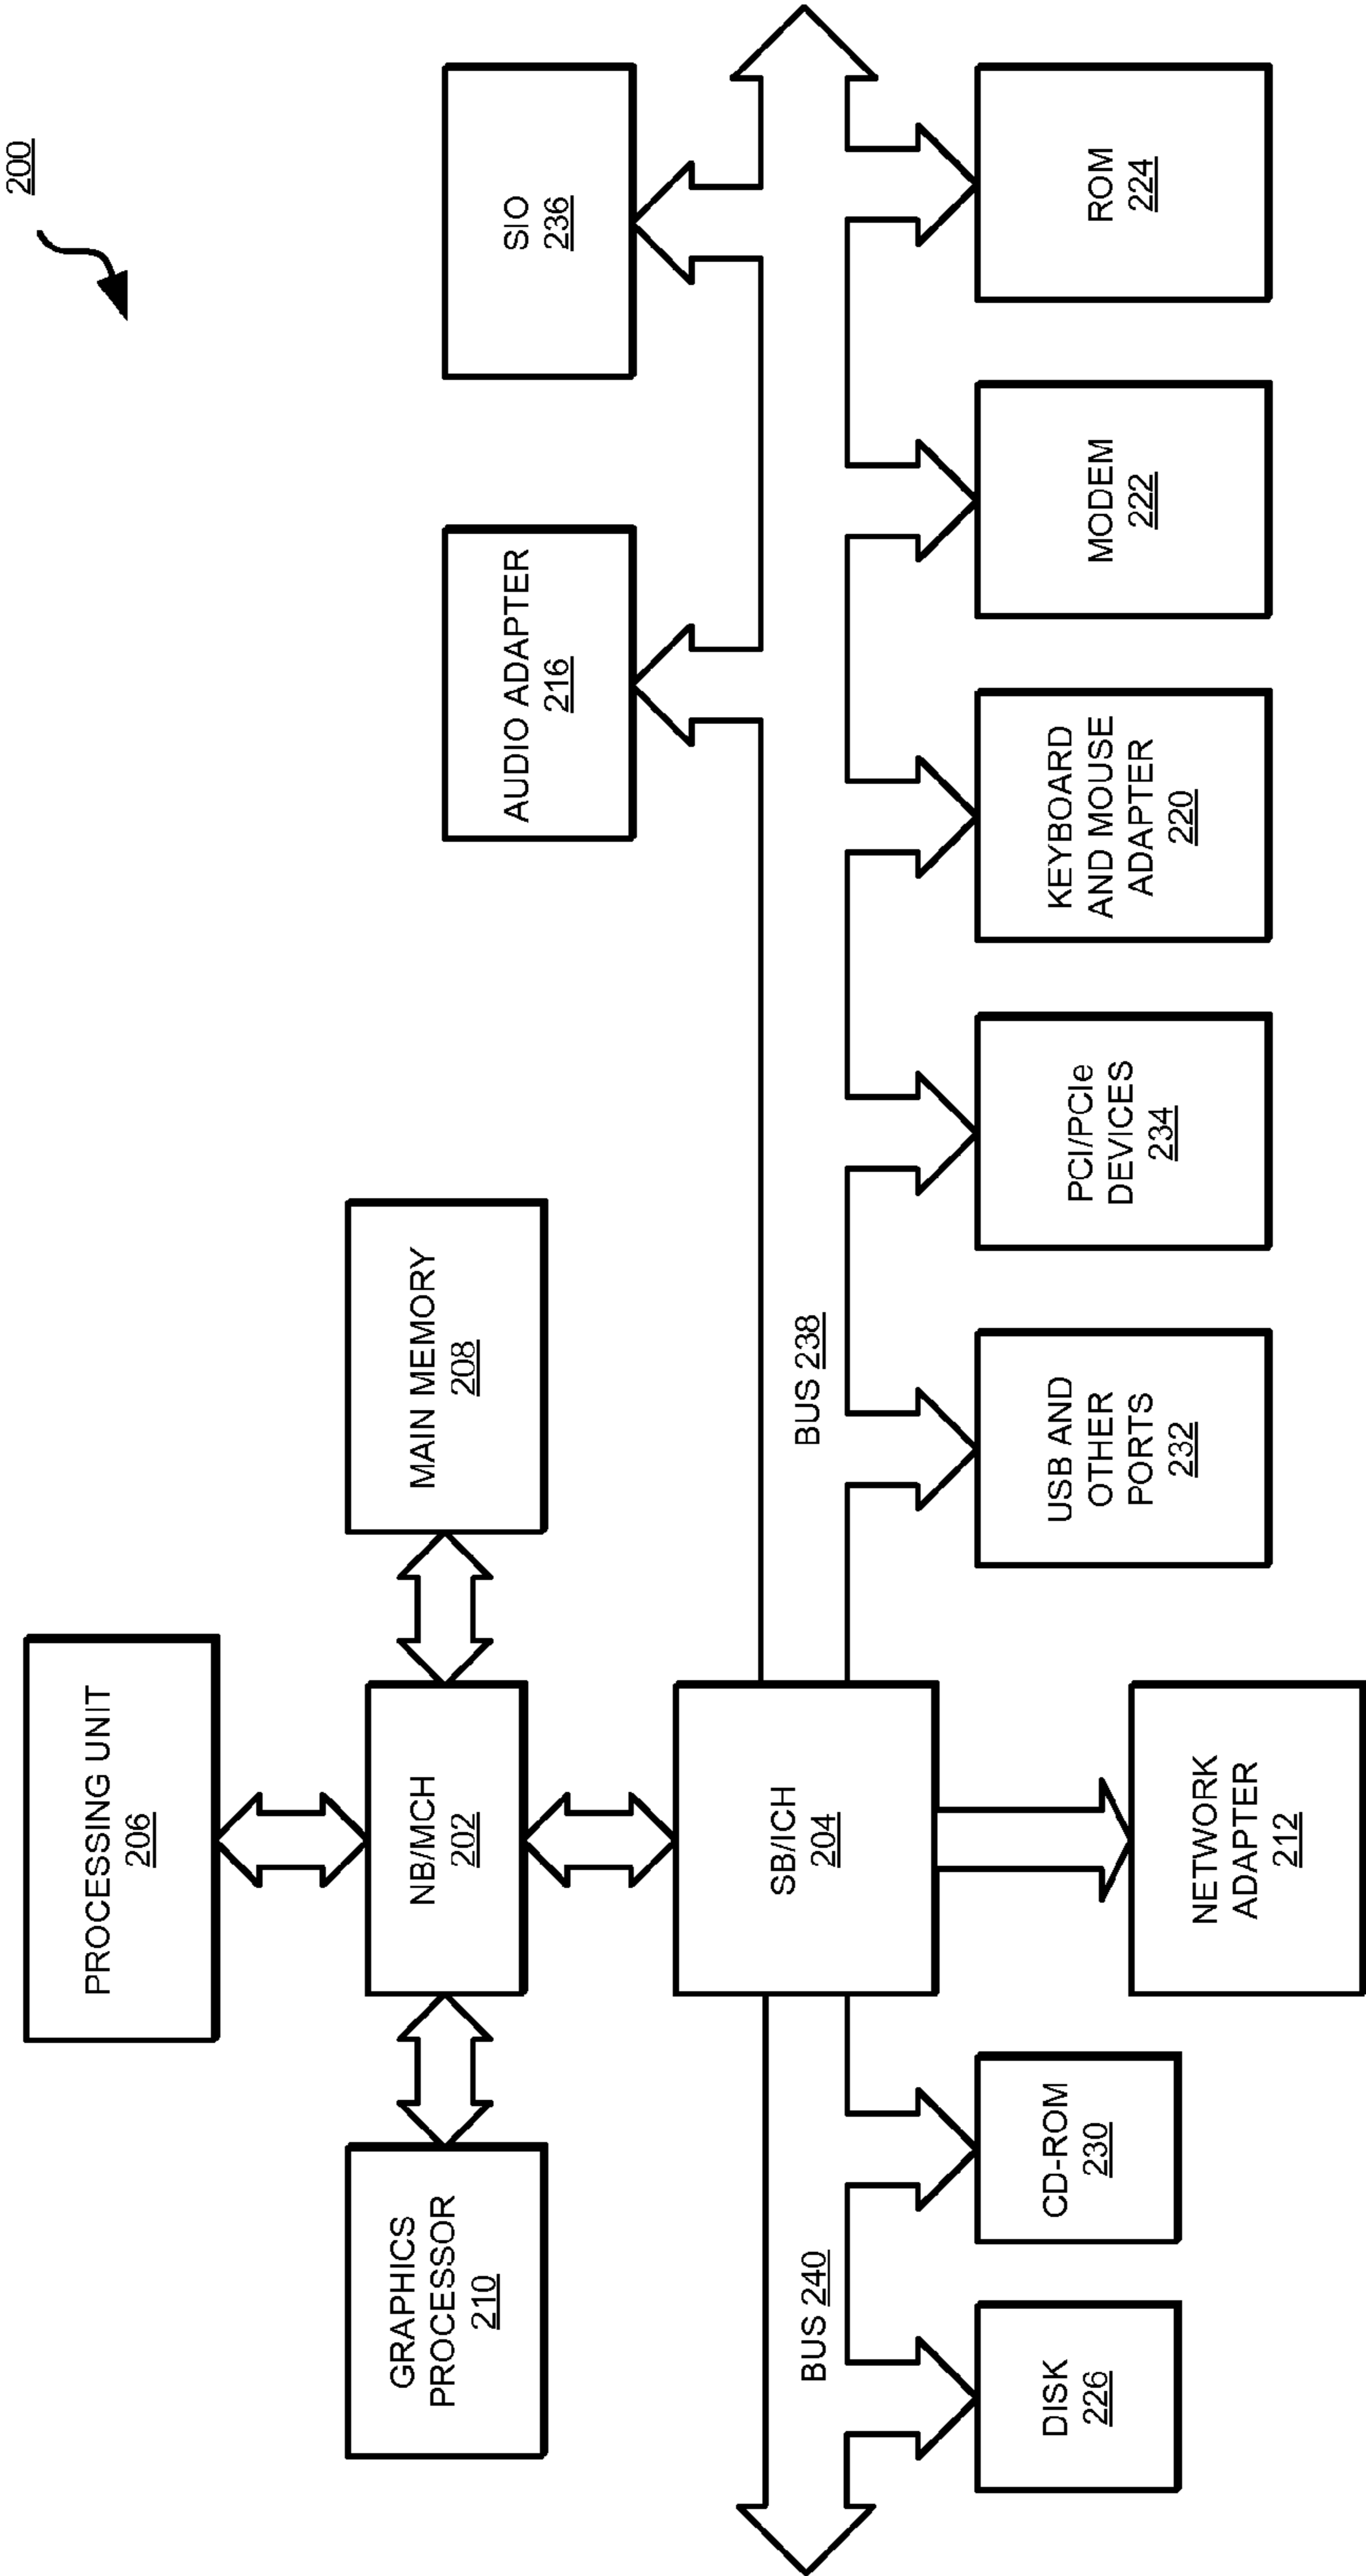 200
PROCESSING UNIT
206
GRAPHICS
PROCESSOR
210
NB/MCH
202
MAIN MEMORY
208
AUDIO ADAPTER
216
SIO
236
SB/ICH
204
BUS 240
BUS 238
DISK
226
CD-ROM
230
USB AND
OTHER
PORTS
232
PCI/PCIe
DEVICES
234
KEYBOARD
AND MOUSE
ADAPTER
220
MODEM
222
ROM
224
NETWORK
ADAPTER
212